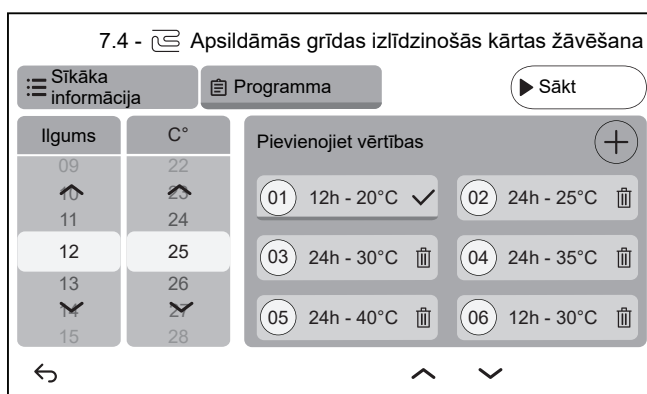 7.4 - Apsildāmās grīdas izlīdzinošās kārtas žāvēšana
Sīkāka
informācija
Programma
Sākt
Ilgums
C°
09
22
10
23
11
24
12
25
13
26
14
27
15
28
Pievienojiet vērtības
01 12h - 20°C
02 24h - 25°C
03 24h - 30°C
04 24h - 35°C
05 24h - 40°C
06 12h - 30°C